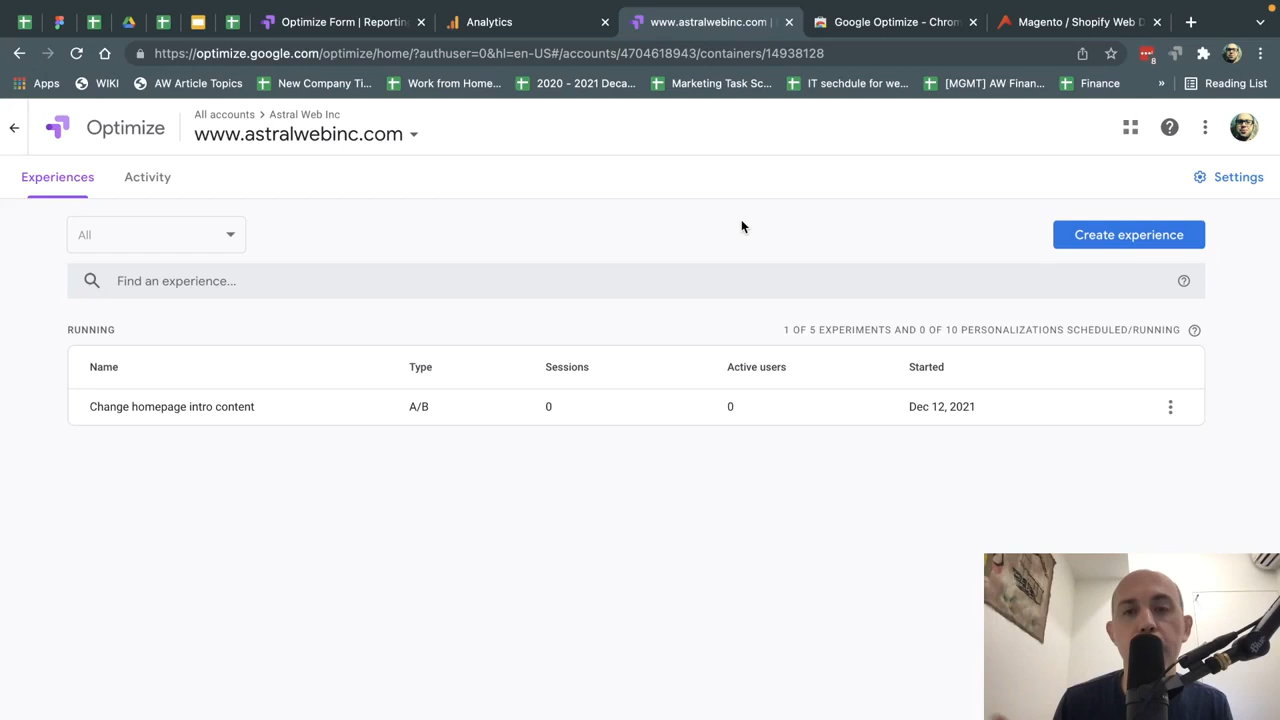 Optimize Form | Reporting
Analytics
www.astralwebinc.com |
Google Optimize - Chrom
Magento / Shopify Web D
https://optimize.google.com/optimize/home/?authuser=0&hl=en-US#/accounts/4704618943/containers/14938128
8
Apps
WIKI
AW Article Topics
New Company Ti...
Work from Home...
2020 - 2021 Deca...
Marketing Task Sc...
IT techdule for we...
[MGMT] AW Finan...
Finance
»
Reading List
Optimize
All accounts > Astral Web Inc
www.astralwebinc.com
Experiences
Activity
Settings
All
Create experience
Find an experience...
RUNNING
1 OF 5 EXPERIMENTS AND 0 OF 10 PERSONALIZATIONS SCHEDULED/RUNNING
Name Type Sessions Active users Started
Change homepage intro content A/B 0 0 Dec 12, 2021